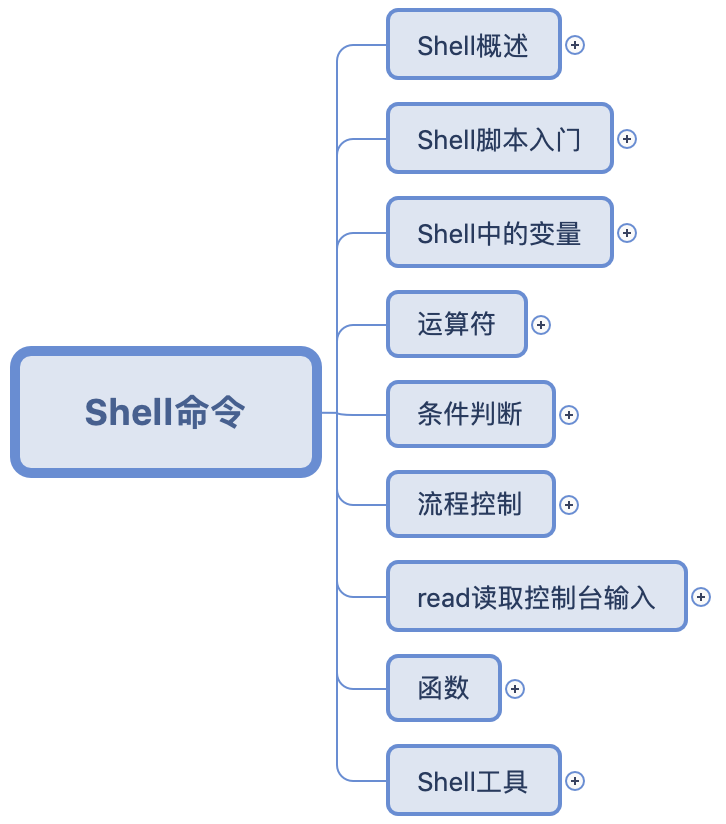 Shell命令
Shell概述
Shell脚本入门
Shell中的变量
运算符
条件判断
流程控制
read读取控制台输入
函数
Shell工具